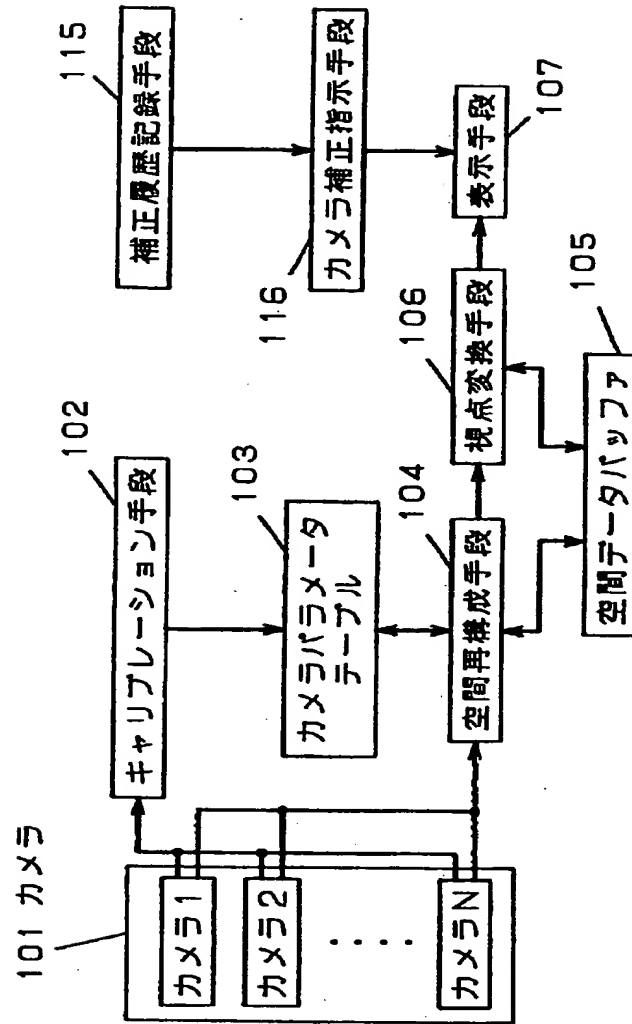 101 カメラ
カメラ1
カメラ2
・・・・
カメラN
102
キャリブレーション手段
103
カメラパラメータ
テーブル
104
空間再構成手段
105
空間データバッファ
106
視点変換手段
115
補正履歴記録手段
116
カメラ補正指示手段
107
表示手段